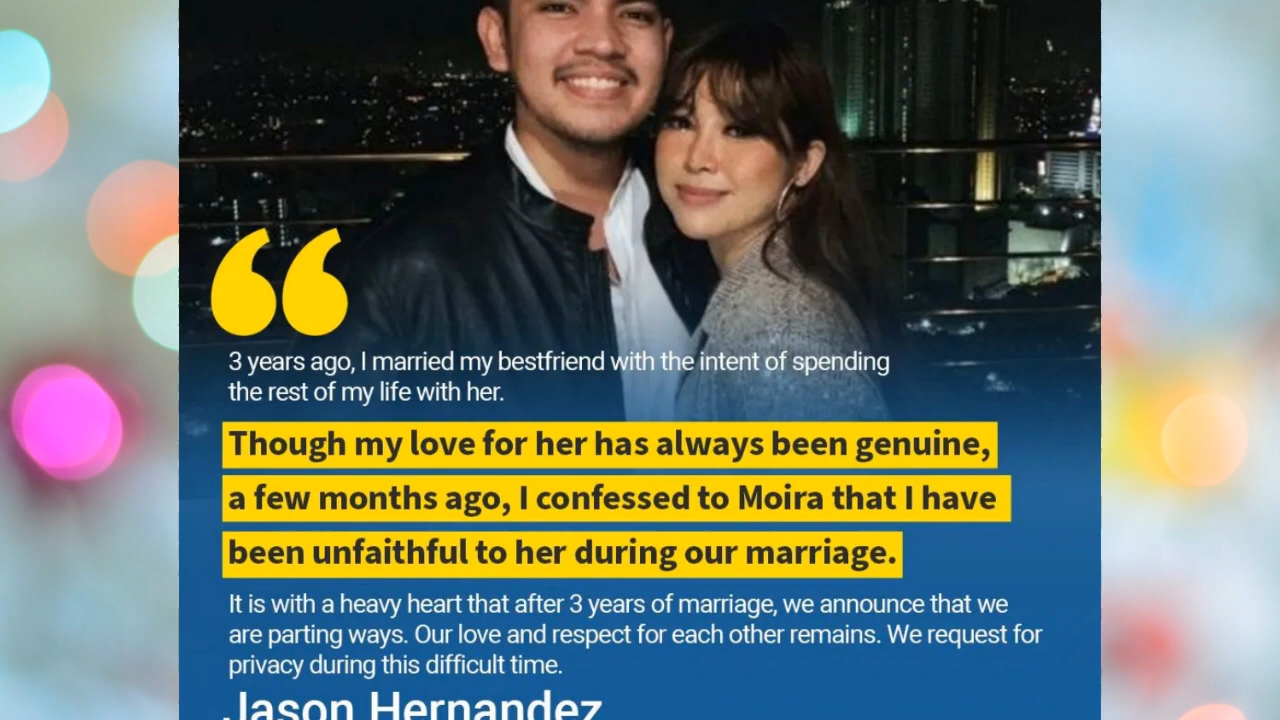 3 years ago, I married my bestfriend with the intent of spending
the rest of my life with her.
Though my love for her has always been genuine,
a few months ago, I confessed to Moira that I have
been unfaithful to her during our marriage.
It is with a heavy heart that after 3 years of marriage, we announce that we
are parting ways. Our love and respect for each other remains. We request for
privacy during this difficult time.
Jason Hernandez